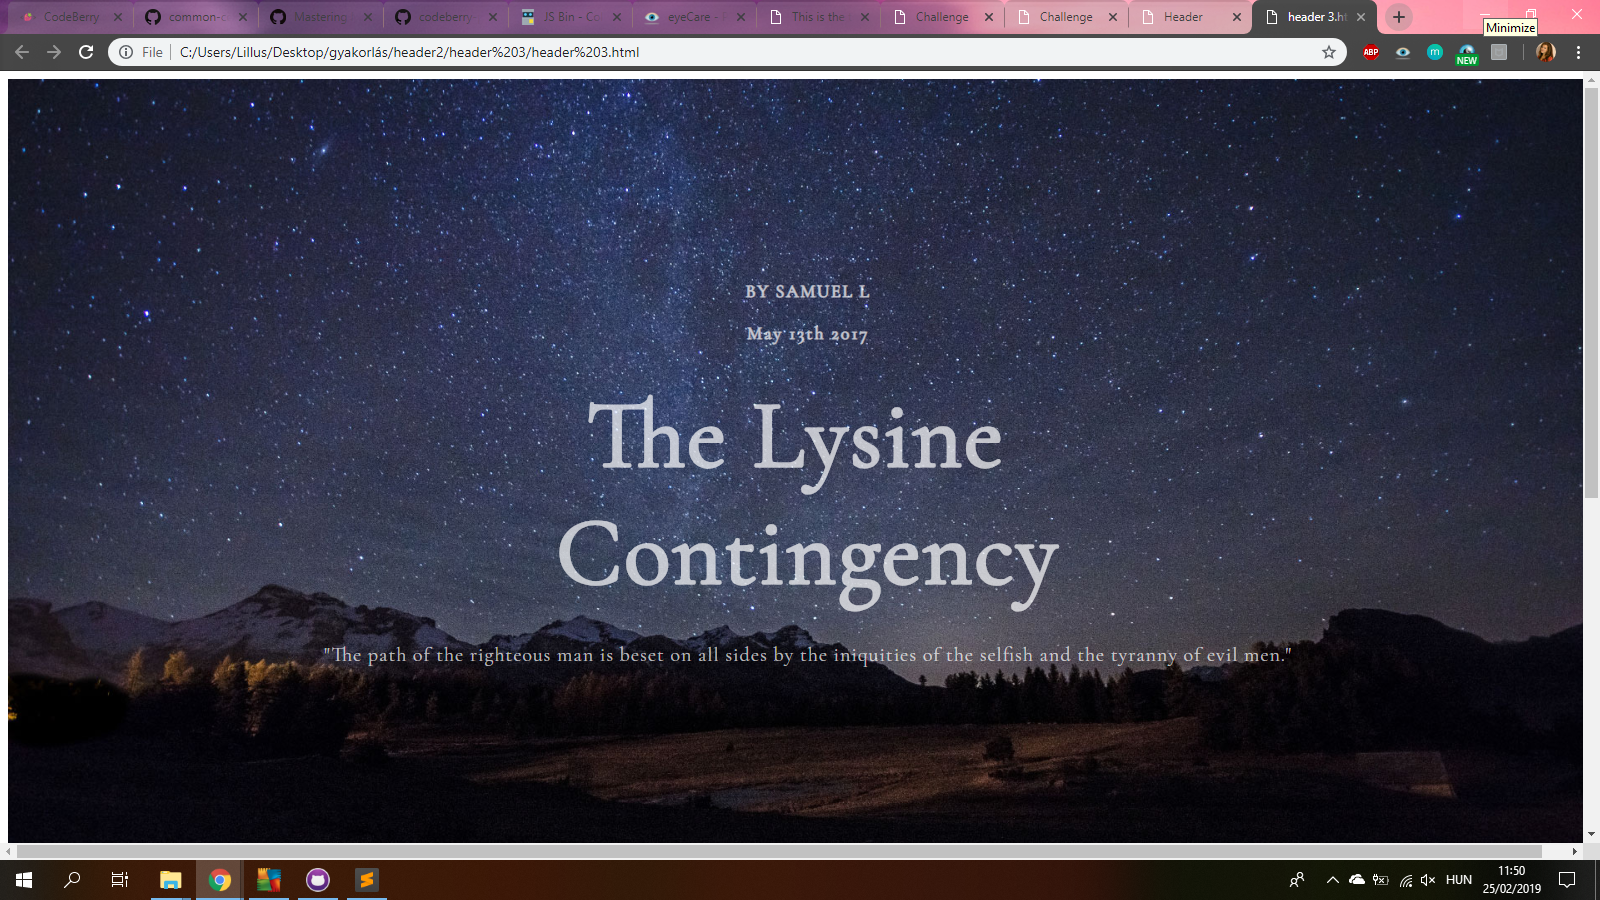 CodeBerry
common-c
Mastering
codeberry
JS Bin - Co
eyeCare - 
This is the
Challenge
Challenge
Header
header 3.ht
Minimize
File
C:/Users/Lillus/Desktop/gyakorlás/header2/header%203/header%203.html
ABP
m
NEW
BY SAMUEL L
May 13th 2017
The Lysine
Contingency
"The path of the righteous man is beset on all sides by the iniquities of the selfish and the tyranny of evil men."
HUN
11:50
25/02/2019